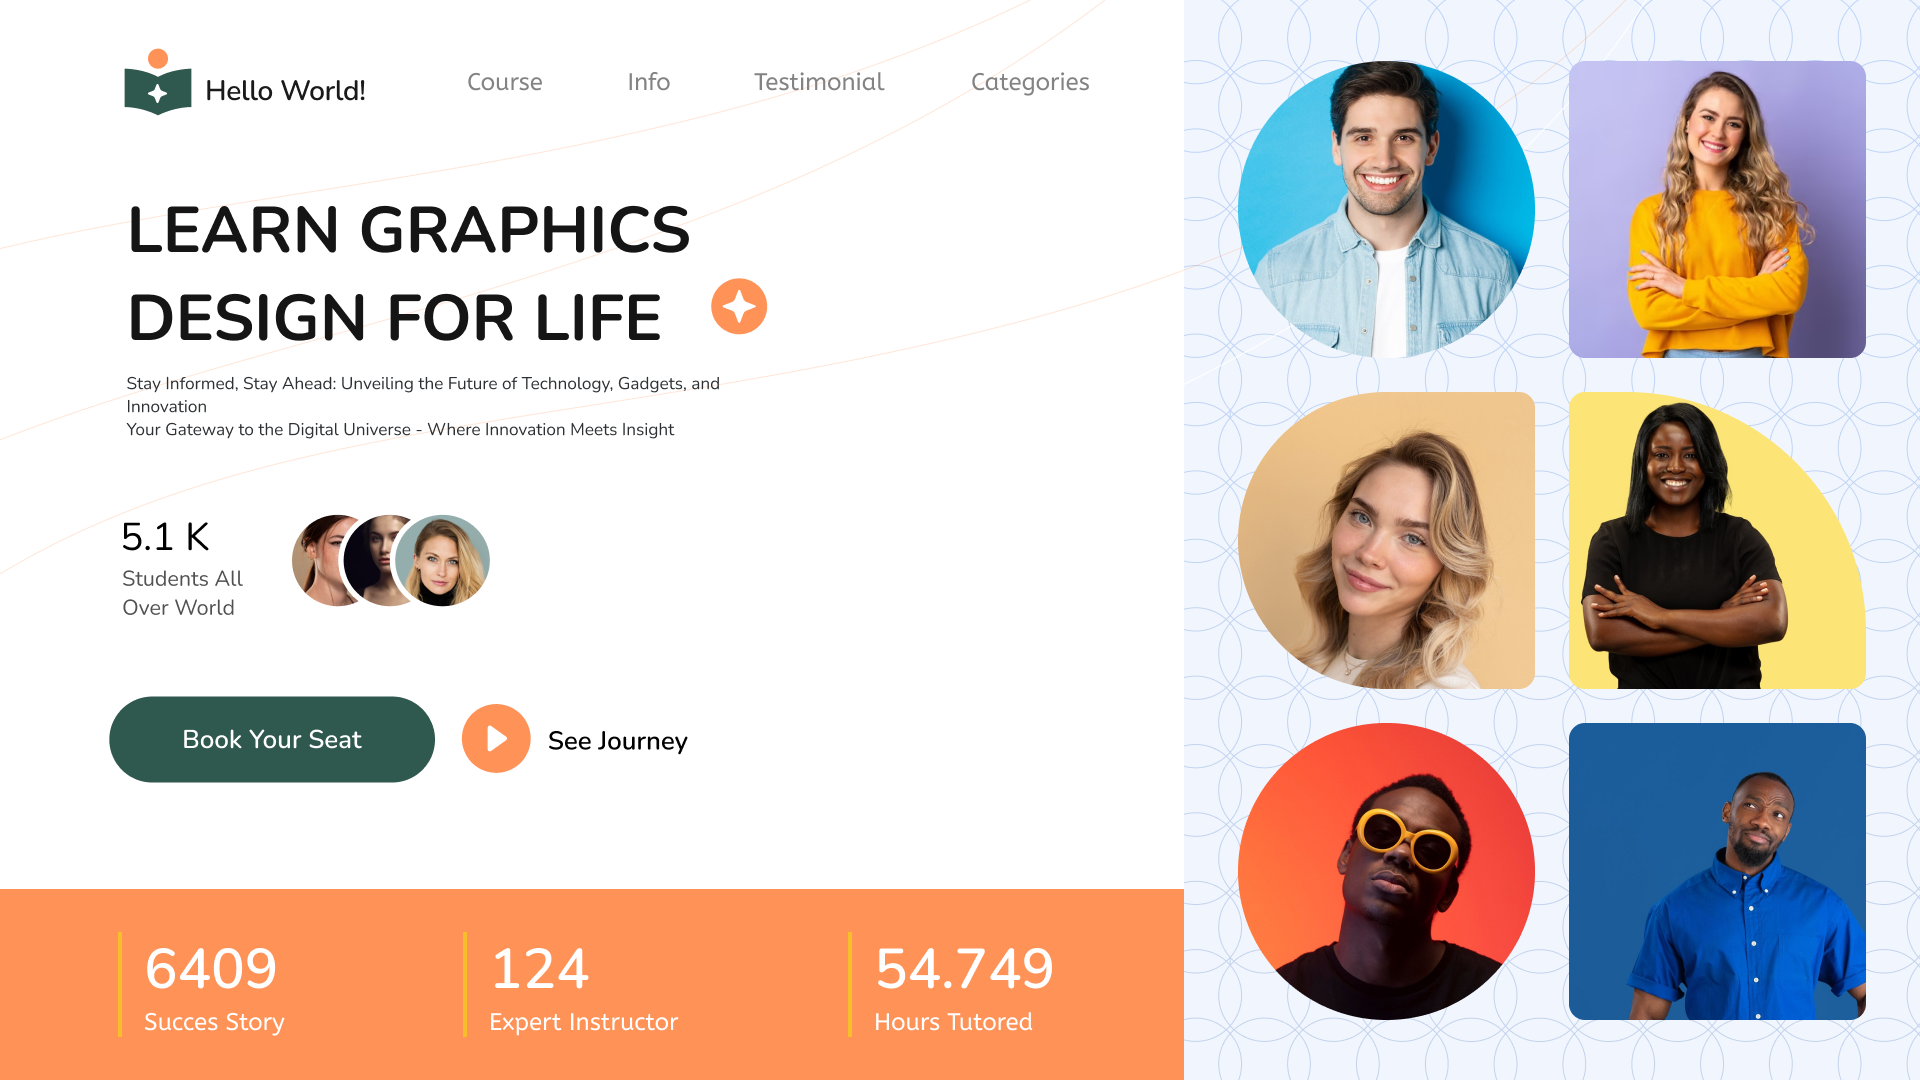 Hello World!
Course
Info
Testimonial
Categories
LEARN GRAPHICS
DESIGN FOR LIFE
Stay Informed, Stay Ahead: Unveiling the Future of Technology, Gadgets, and
Innovation
Your Gateway to the Digital Universe - Where Innovation Meets Insight
5.1 K
Students All
Over World
Book Your Seat
See Journey
6409
Succes Story
124
Expert Instructor
54.749
Hours Tutored